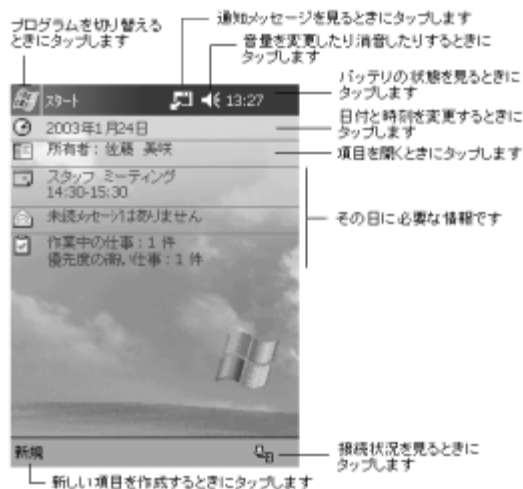 プログラムを切り替える
ときにタップします
通知メッセージを見るときにタップします
音量を変更したり消音したりするときに
タップします
バッテリの状態を見るときに
タップします
スタート
13:27
日付と時刻を変更するときに
タップします
2003年1月24日
所有者:佐藤 美咲
項目を開くときにタップします
スタッフ ミーティング
14:30-15:30
その日に必要な情報です
未読メッセージはありません
作業中の仕事:1 件
優先度の高い仕事:1 件
新規
接続状況を見るときに
タップします
新しい項目を作成するときにタップします